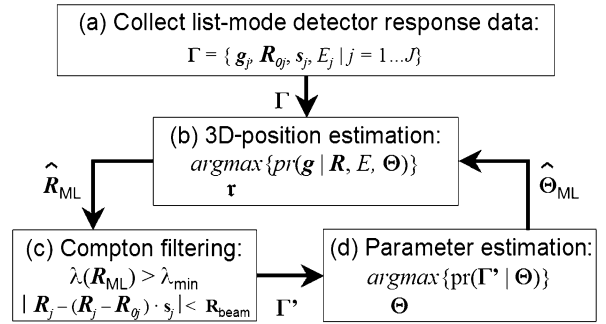 (a) Collect list-mode detector response data:
Γ = { gj, R0j, sj, Ej | j = 1...J}
Γ
(b) 3D-position estimation:
argmax{pr(g | R, E, Θ)}
r
R̂ML
Θ̂ML
(c) Compton filtering:
λ(RML) > λmin
| Rj – (Rj – R0j) · sj| < Rbeam
Γ'
(d) Parameter estimation:
argmax{pr(Γ' | Θ)}
Θ